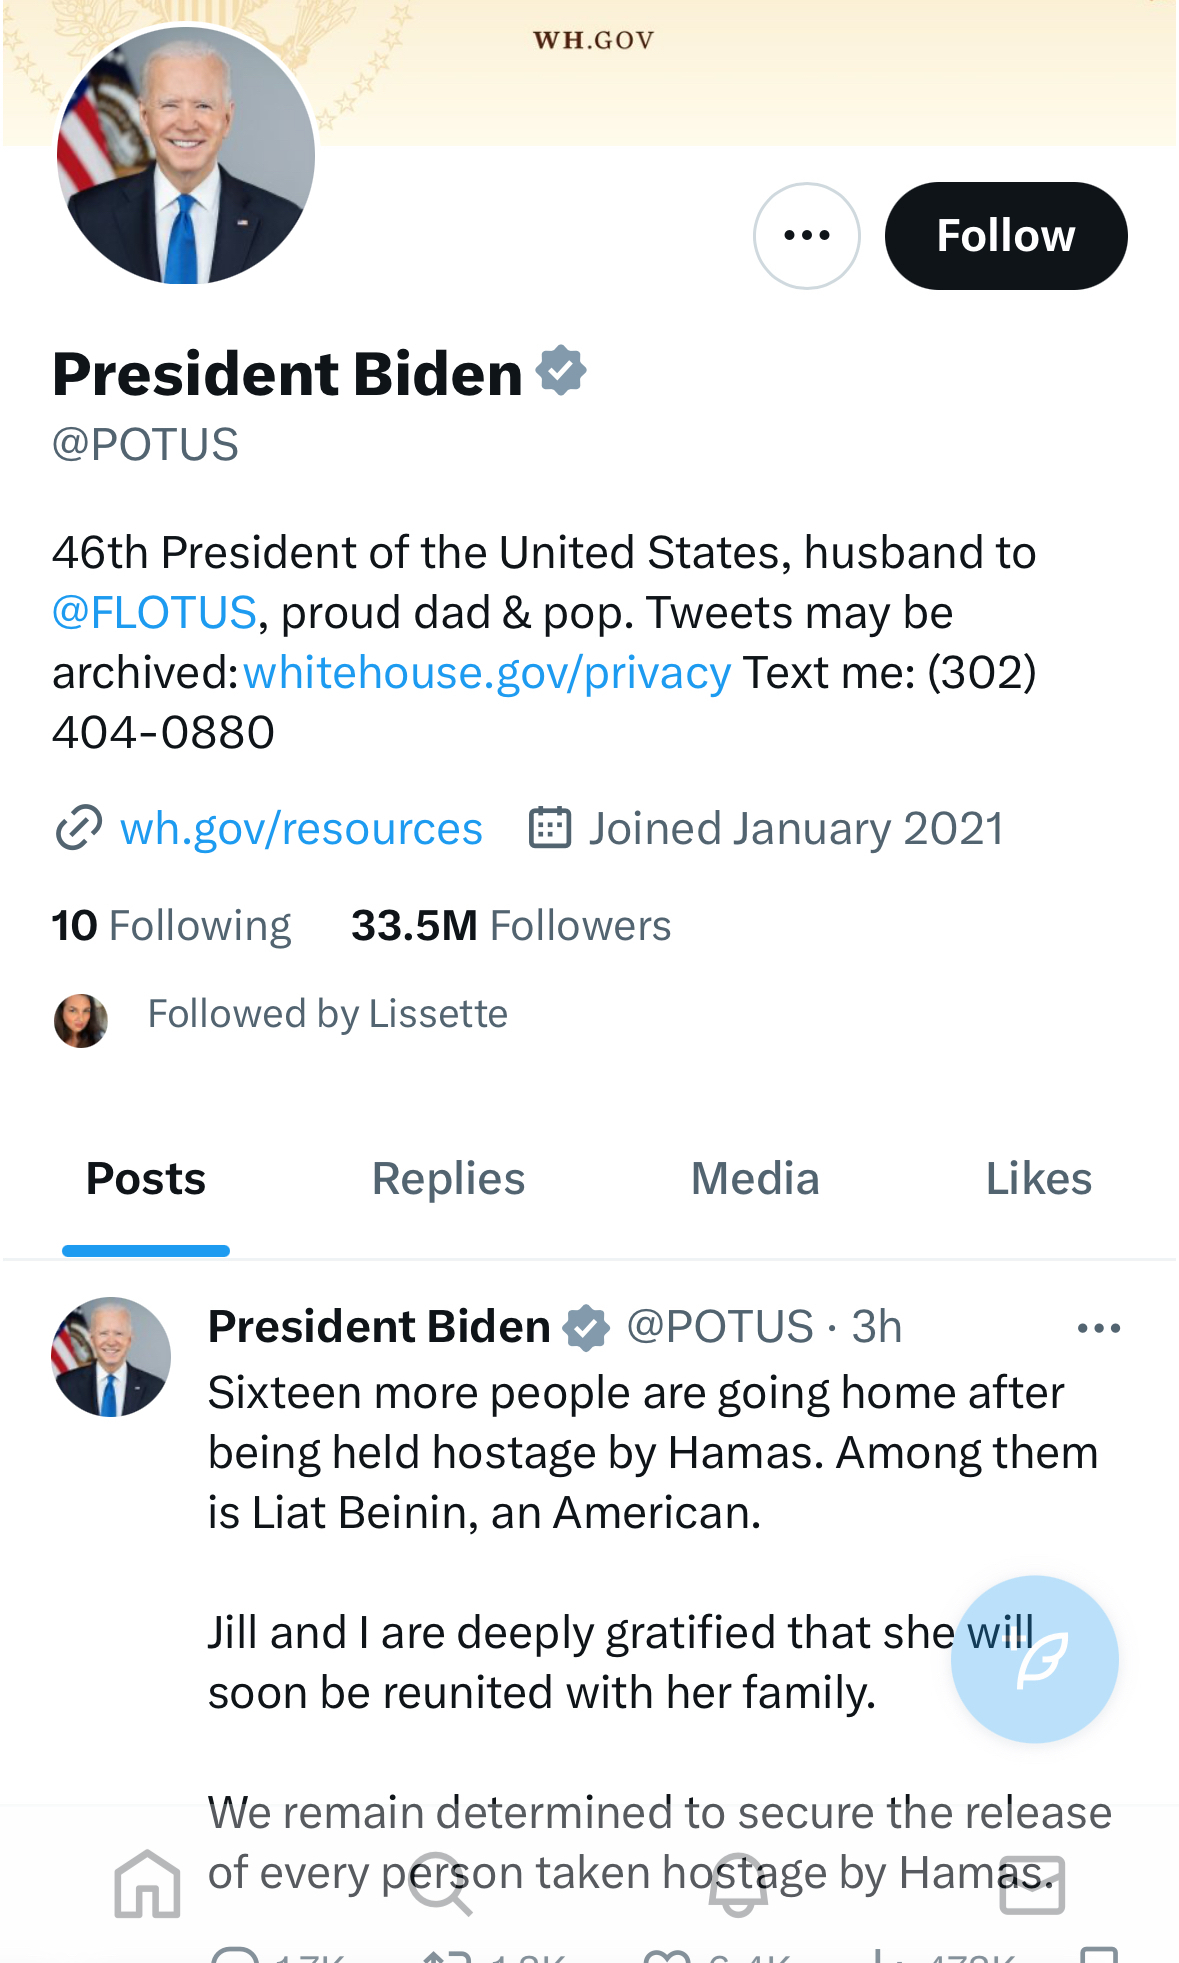 WH.GOV
Follow
President Biden
@POTUS
46th President of the United States, husband to
@FLOTUS, proud dad & pop. Tweets may be
archived: whitehouse.gov/privacy Text me: (302)
404-0880
wh.gov/resources Joined January 2021
10 Following 33.5M Followers
Followed by Lissette
Posts Replies Media Likes
President Biden @POTUS · 3h
Sixteen more people are going home after
being held hostage by Hamas. Among them
is Liat Beinin, an American.
Jill and I are deeply gratified that she will
soon be reunited with her family.
We remain determined to secure the release
of every person taken hostage by Hamas.